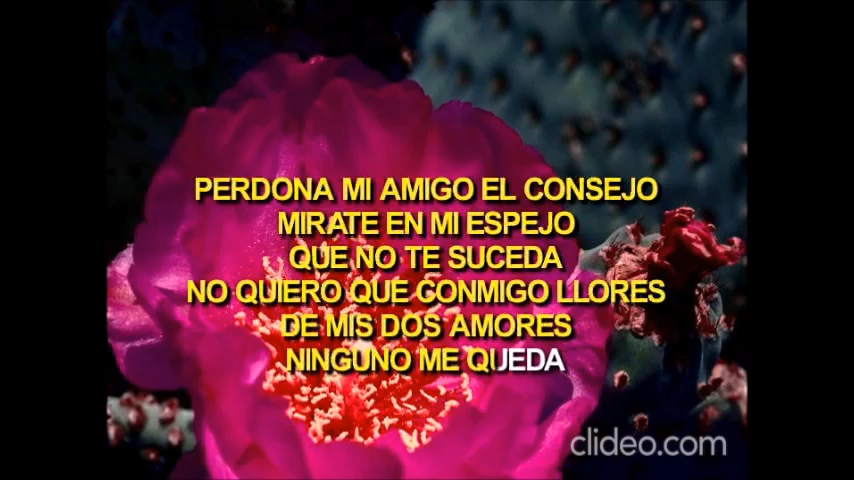 PERDONA MI AMIGO EL CONSEJO
MIRATE EN MI ESPEJO
QUE NO TE SUCEDA
NO QUIERO QUE CONMIGO LLORES
DE MIS DOS AMORES
NINGUNO ME QUEDA
clideo.com